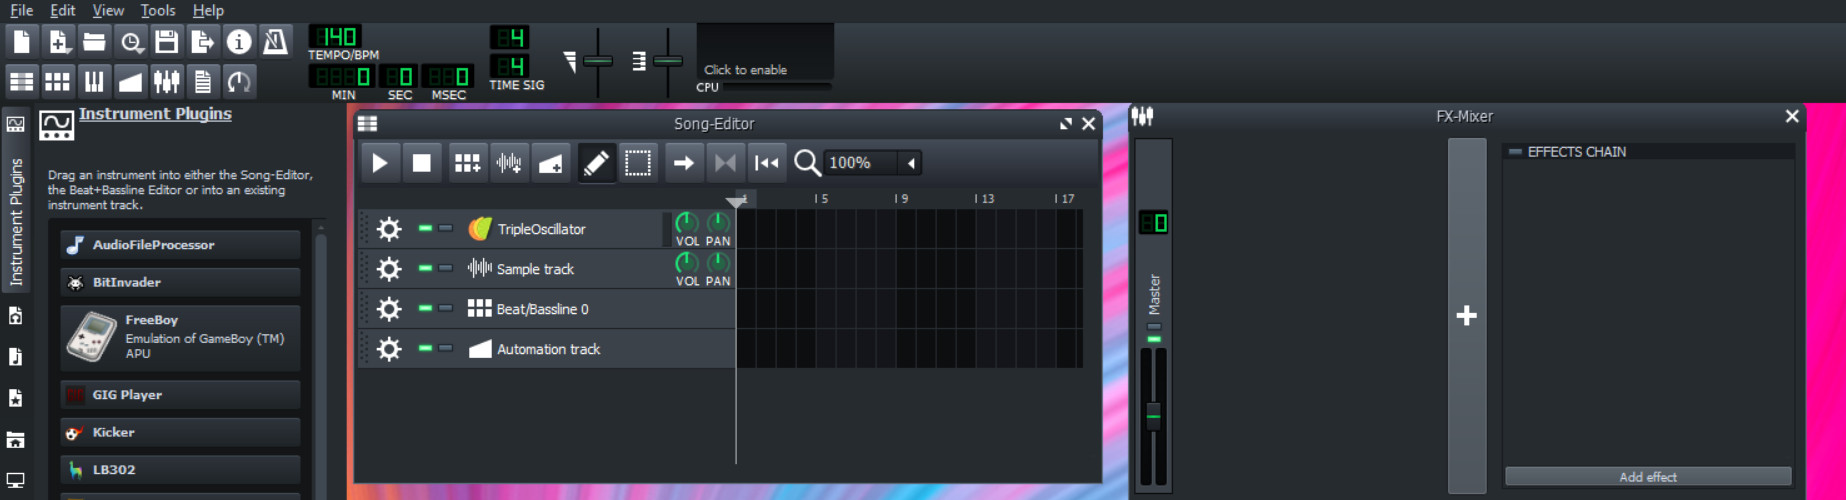 File Edit View Tools Help
140
TEMPO/BPM
4
4
TIME SIG
0 0 0
MIN SEC MSEC
Click to enable
CPU
Instrument Plugins
Instrument Plugins
Drag an instrument into either the Song-Editor,
the Beat+Bassline Editor or into an existing
instrument track.
AudioFileProcessor
BitInvader
FreeBoy
Emulation of GameBoy (TM)
APU
GIG Player
Kicker
LB302
Song-Editor
100%
1 5 9 13 17
TripleOscillator
VOL PAN
Sample track
VOL PAN
Beat/Bassline 0
Automation track
FX-Mixer
0
Master
EFFECTS CHAIN
Add effect